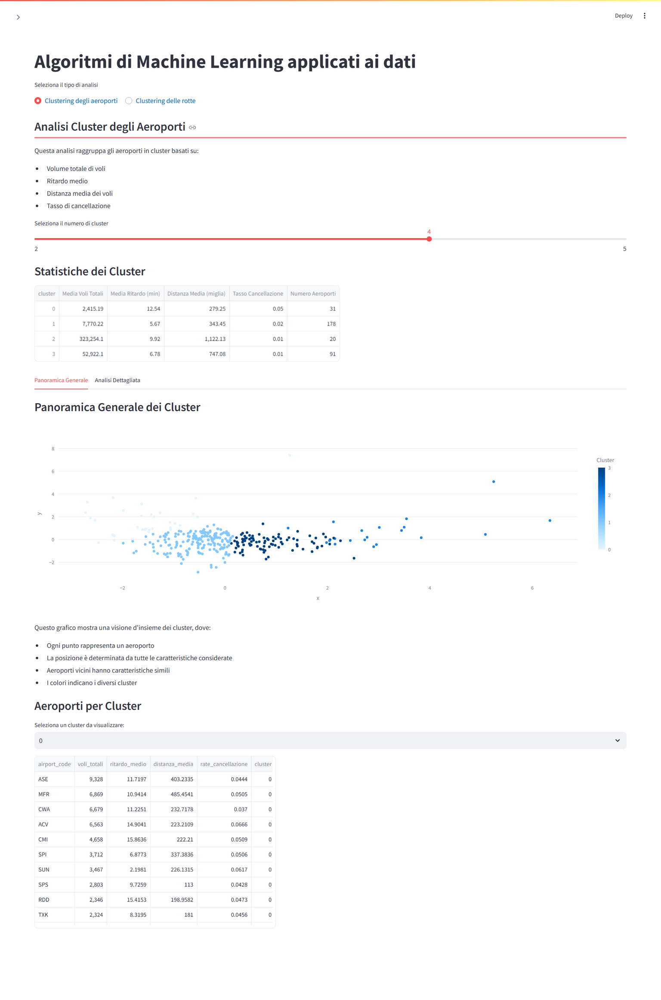 Deploy
Algoritmi di Machine Learning applicati ai dati
Seleziona il tipo di analisi
Clustering degli aeroporti Clustering delle rotte
Analisi Cluster degli Aeroporti
Questa analisi raggruppa gli aeroporti in cluster basati su:
• Volume totale di voli
• Ritardo medio
• Distanza media dei voli
• Tasso di cancellazione
Seleziona il numero di cluster
4
2 5
Statistiche dei Cluster
cluster Media Voli Totali Media Ritardo (min) Distanza Media (miglia) Tasso Cancellazione Numero Aeroporti
0 2,415.19 12.54 279.25 0.05 31
1 7,770.22 5.67 343.45 0.02 178
2 323,254.1 9.92 1,122.13 0.01 20
3 52,922.1 6.78 747.08 0.01 91
Panoramica Generale Analisi Dettagliata
Panoramica Generale dei Cluster
8
6
4
2
0
−2
y
−2 0 2 4 6
x
Cluster
3
2
1
0
Questo grafico mostra una visione d'insieme dei cluster, dove:
• Ogni punto rappresenta un aeroporto
• La posizione è determinata da tutte le caratteristiche considerate
• Aeroporti vicini hanno caratteristiche simili
• I colori indicano i diversi cluster
Aeroporti per Cluster
Seleziona un cluster da visualizzare:
0
airport_code voli_totali ritardo_medio distanza_media rate_cancellazione cluster
ASE 9,328 11.7197 403.2335 0.0444 0
MFR 6,869 10.9414 485.4541 0.0505 0
CWA 6,679 11.2251 232.7178 0.037 0
ACV 6,563 14.9041 223.2109 0.0666 0
CMI 4,658 15.8636 222.21 0.0509 0
SPI 3,712 6.8773 337.3836 0.0506 0
SUN 3,467 2.1981 226.1315 0.0617 0
SPS 2,803 9.7259 113 0.0428 0
RDD 2,346 15.4153 198.9582 0.0473 0
TXK 2,324 8.3195 181 0.0456 0